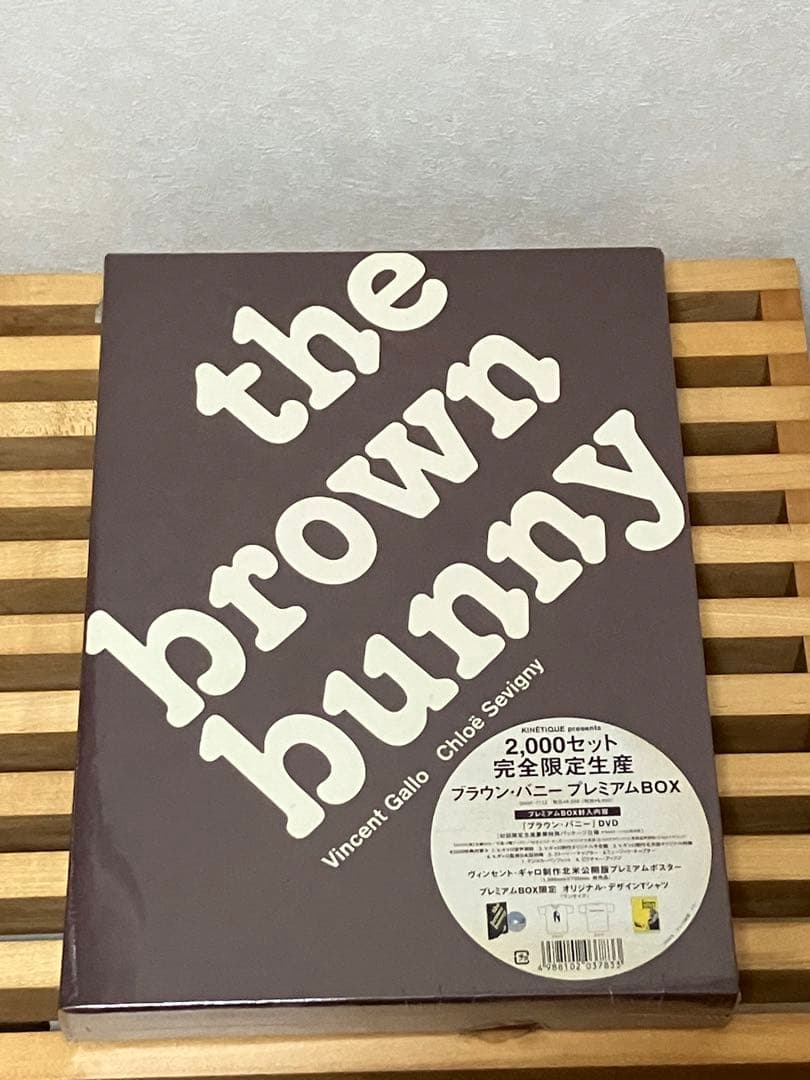 the
brown
bunny
Vincent Gallo Chloë Sevigny
KINÉTIQUE presents
2,000セット
完全限定生産
ブラウン・バニー プレミアムBOX
プレミアムBOX封入内容
「ブラウン・バニー」DVD
ヴィンセント・ギャロ制作北米公開版プレミアムポスター
プレミアムBOX限定 オリジナル・デザインTシャツ
4 988102 037833